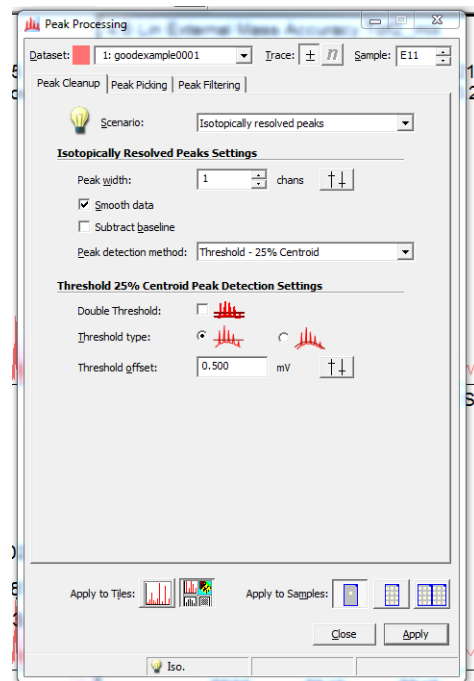 Peak Processing
Dataset: 1: goodexample0001 Trace: ± n Sample: E11
Peak Cleanup Peak Picking Peak Filtering
Scenario: Isotopically resolved peaks
Isotopically Resolved Peaks Settings
Peak width: 1 chans
Smooth data
Subtract baseline
Peak detection method: Threshold - 25% Centroid
Threshold 25% Centroid Peak Detection Settings
Double Threshold:
Threshold type:
Threshold offset: 0.500 mV
Apply to Tiles: Apply to Samples:
Close Apply
Iso.